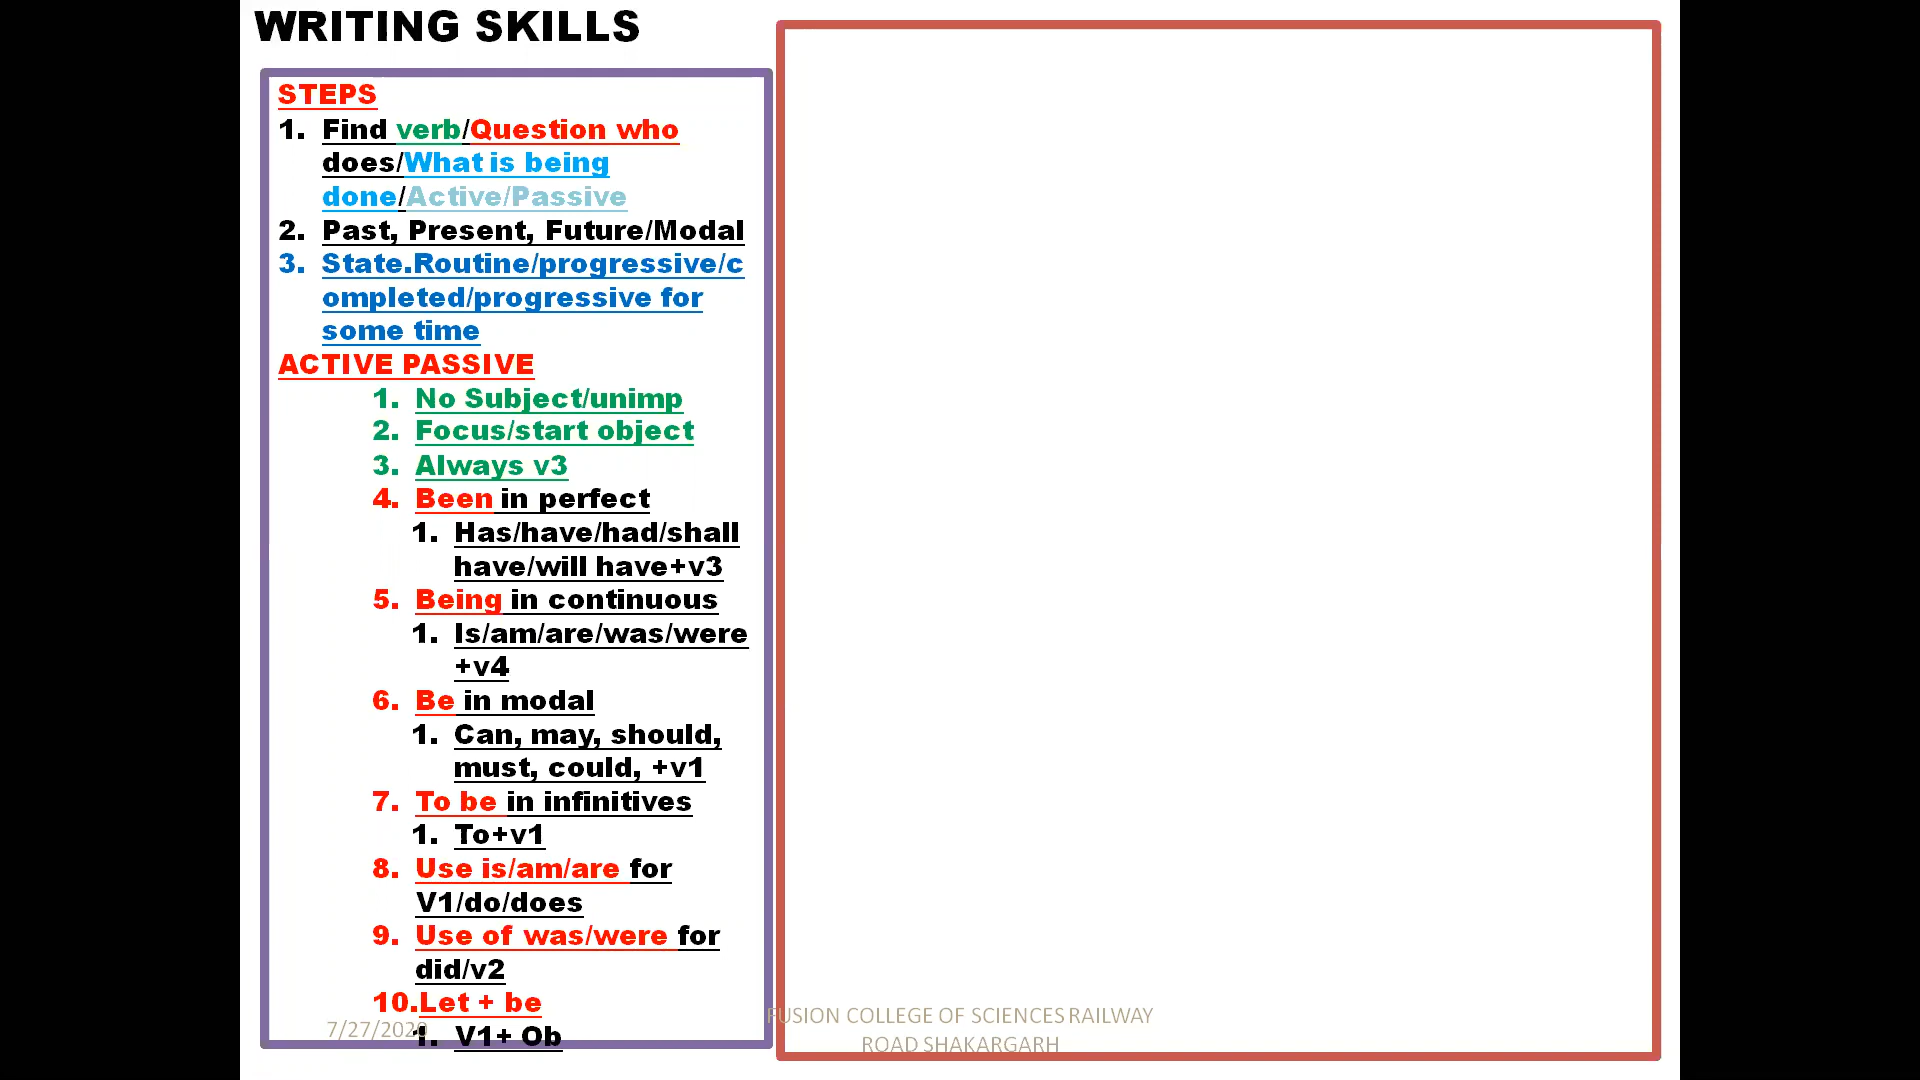 WRITING SKILLS
STEPS
1. Find verb/Question who
does/What is being
done/Active/Passive
2. Past, Present, Future/Modal
3. State.Routine/progressive/c
ompleted/progressive for
some time
ACTIVE PASSIVE
1. No Subject/unimp
2. Focus/start object
3. Always v3
4. Been in perfect
1. Has/have/had/shall
have/will have+v3
5. Being in continuous
1. Is/am/are/was/were
+v4
6. Be in modal
1. Can, may, should,
must, could, +v1
7. To be in infinitives
1. To+v1
8. Use is/am/are for
V1/do/does
9. Use of was/were for
did/v2
10.Let + be
1. V1+ Ob
7/27/2020
FUSION COLLEGE OF SCIENCES RAILWAY
ROAD SHAKARGARH